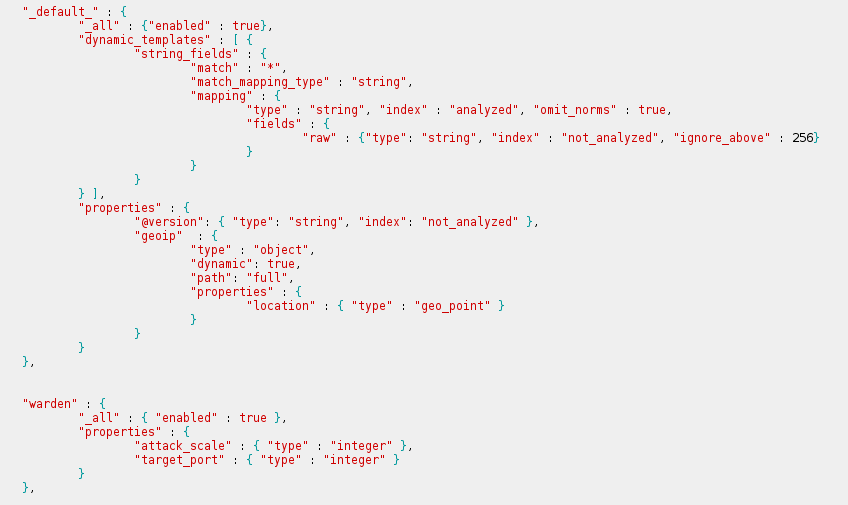 "_default_" : {
"_all" : {"enabled" : true},
"dynamic_templates" : [ {
"string_fields" : {
"match" : "*",
"match_mapping_type" : "string",
"mapping" : {
"type" : "string", "index" : "analyzed", "omit_norms" : true,
"fields" : {
"raw" : {"type": "string", "index" : "not_analyzed", "ignore_above" : 256}
}
}
}
} ],
"properties" : {
"@version": { "type": "string", "index": "not_analyzed" },
"geoip"  : {
"type" : "object",
"dynamic": true,
"path": "full",
"properties" : {
"location" : { "type" : "geo_point" }
}
}
}
},
"warden" : {
"_all" : { "enabled" : true },
"properties" : {
"attack_scale" : { "type" : "integer" },
"target_port" : { "type" : "integer" }
}
},